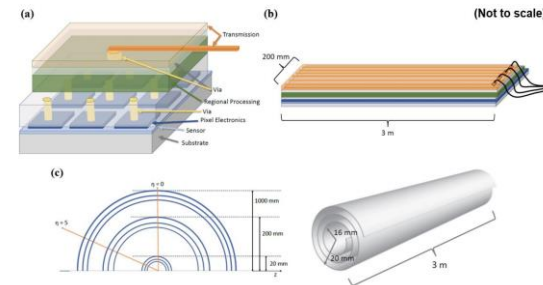 (a)
Transmission
Via
Regional Processing
Via
Pixel Electronics
Sensor
Substrate
(b)
(Not to scale)
200 mm
3 m
(c)
η = 0
η = 5
1000 mm
200 mm
20 mm
z
16 mm
20 mm
3 m